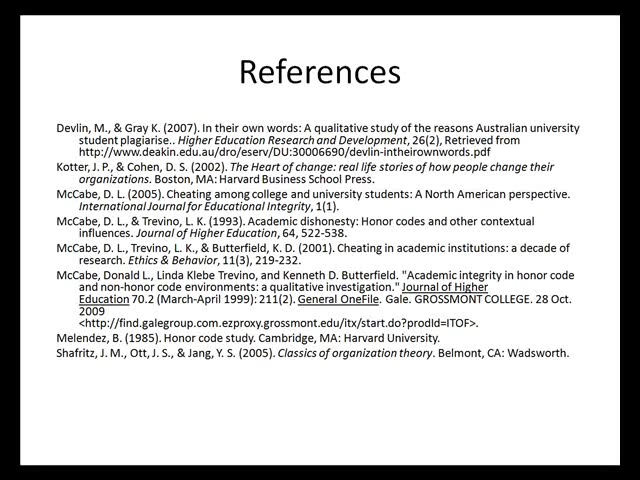 References
Devlin, M., & Gray K. (2007). In their own words: A qualitative study of the reasons Australian university
student plagiarise.. Higher Education Research and Development, 26(2), Retrieved from
http://www.deakin.edu.au/dro/eserv/DU:30006690/devlin-intheirownwords.pdf
Kotter, J. P., & Cohen, D. S. (2002). The Heart of change: real life stories of how people change their
organizations. Boston, MA: Harvard Business School Press.
McCabe, D. L. (2005). Cheating among college and university students: A North American perspective.
International Journal for Educational Integrity, 1(1).
McCabe, D. L., & Trevino, L. K. (1993). Academic dishonesty: Honor codes and other contextual
influences. Journal of Higher Education, 64, 522-538.
McCabe, D. L., Trevino, L. K., & Butterfield, K. D. (2001). Cheating in academic institutions: a decade of
research. Ethics & Behavior, 11(3), 219-232.
McCabe, Donald L., Linda Klebe Trevino, and Kenneth D. Butterfield. "Academic integrity in honor code
and non-honor code environments: a qualitative investigation." Journal of Higher
Education 70.2 (March-April 1999): 211(2). General OneFile. Gale. GROSSMONT COLLEGE. 28 Oct.
2009
<http://find.galegroup.com.ezproxy.grossmont.edu/itx/start.do?prodId=ITOF>.
Melendez, B. (1985). Honor code study. Cambridge, MA: Harvard University.
Shafritz, J. M., Ott, J. S., & Jang, Y. S. (2005). Classics of organization theory. Belmont, CA: Wadsworth.